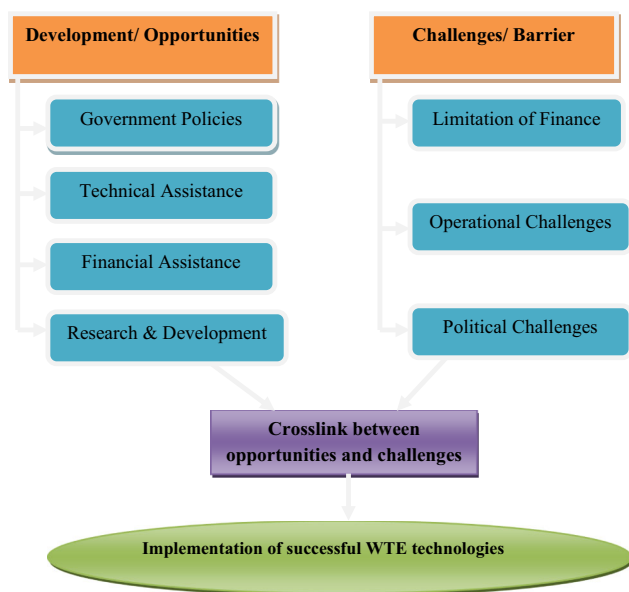 Development/ Opportunities
Government Policies
Technical Assistance
Financial Assistance
Research & Development
Challenges/ Barrier
Limitation of Finance
Operational Challenges
Political Challenges
Crosslink between
opportunities and challenges
Implementation of successful WTE technologies